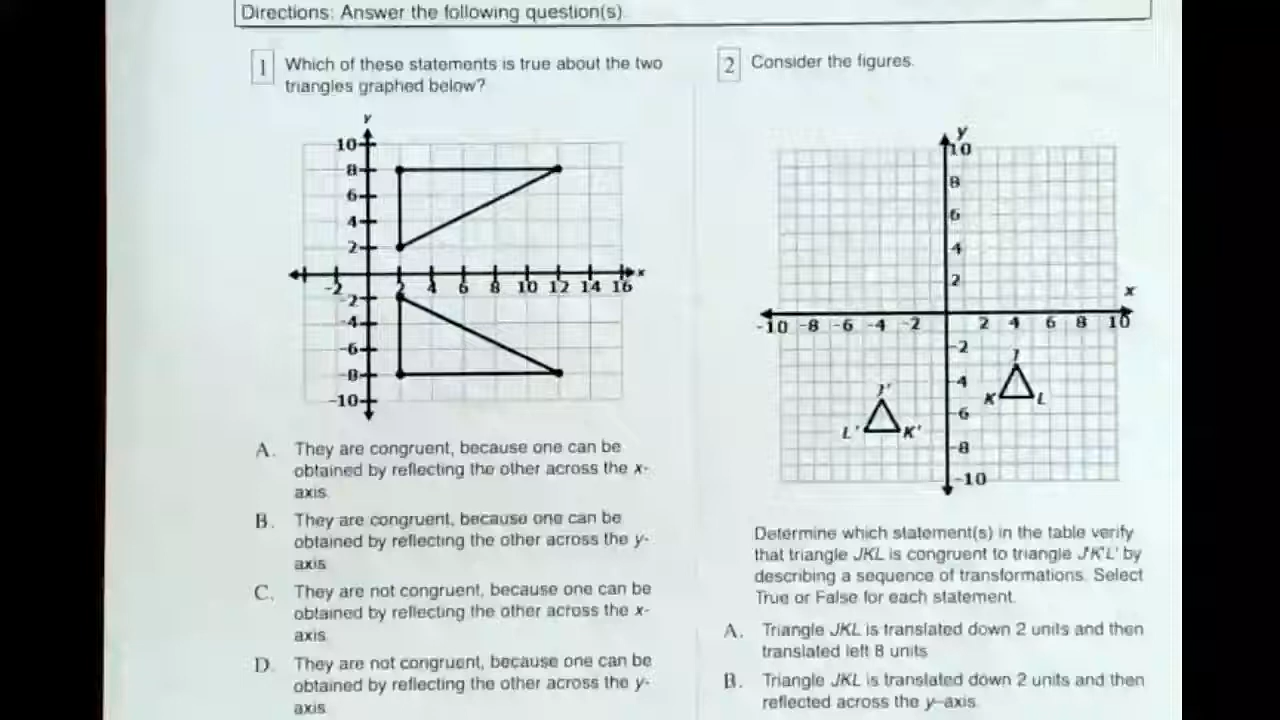 Directions: Answer the following question(s).
1 Which of these statements is true about the two
triangles graphed below?
y
10
8
6
4
2
-2 2 4 6 8 10 12 14 16 x
-2
-4
-6
-8
-10
A. They are congruent, because one can be
obtained by reflecting the other across the x-
axis.
B. They are congruent, because one can be
obtained by reflecting the other across the y-
axis.
C. They are not congruent, because one can be
obtained by reflecting the other across the x-
axis.
D. They are not congruent, because one can be
obtained by reflecting the other across the y-
axis.
2 Consider the figures.
y
10
8
6
4
2
x
-10 -8 -6 -4 -2 2 4 6 8 10
-2
J
-4
J'
K L
-6
L' K'
-8
-10
Determine which statement(s) in the table verify
that triangle JKL is congruent to triangle J'K'L' by
describing a sequence of transformations. Select
True or False for each statement.
A. Triangle JKL is translated down 2 units and then
translated left 8 units
B. Triangle JKL is translated down 2 units and then
reflected across the y-axis.